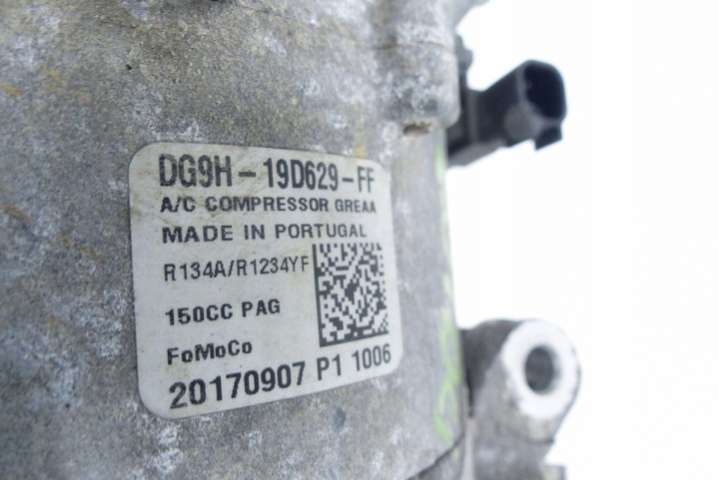 DG9H-19D629-FF
A/C COMPRESSOR GREAA
MADE IN PORTUGAL
R134A/R1234YF
150CC PAG
FoMoCo
20170907 P1 1006